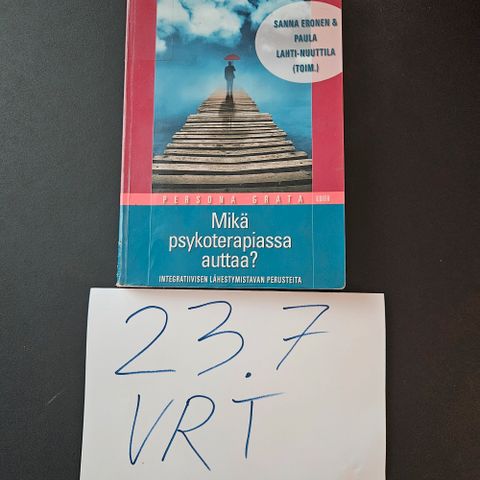 SANNA ERONEN &
PAULA
LAHTI-NUUTTILA
(TOIM.)
PERSONA GRATA
Mikä
psykoterapiassa
auttaa?
INTEGRATIIVISEN LÄHESTYMISTAVAN PERUSTEITA
23.7
VRT